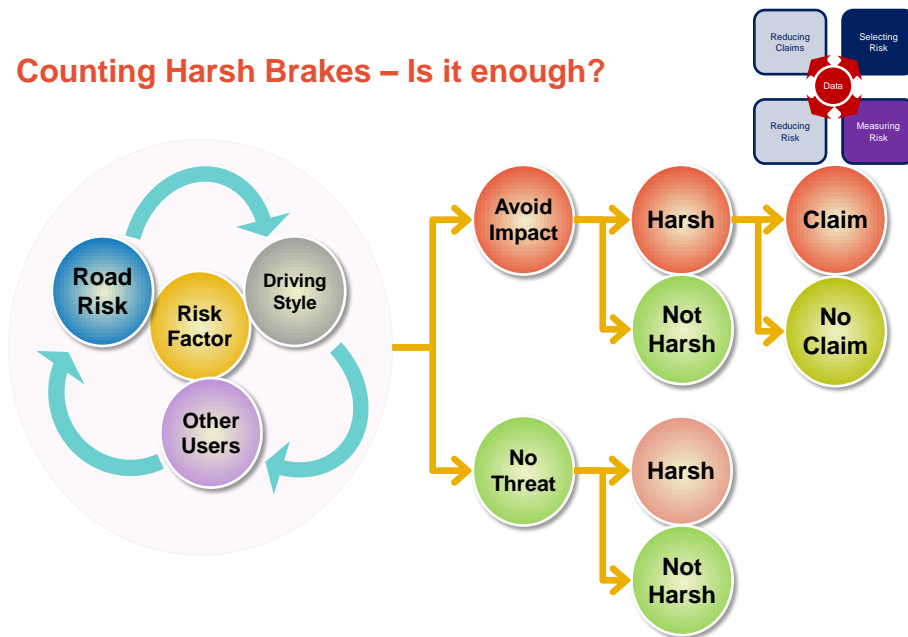 Counting Harsh Brakes – Is it enough?
Reducing
Claims
Selecting
Risk
Data
Reducing
Risk
Measuring
Risk
Road
Risk
Risk
Factor
Driving
Style
Other
Users
Avoid
Impact
Harsh
Claim
Not
Harsh
No
Claim
No
Threat
Harsh
Not
Harsh